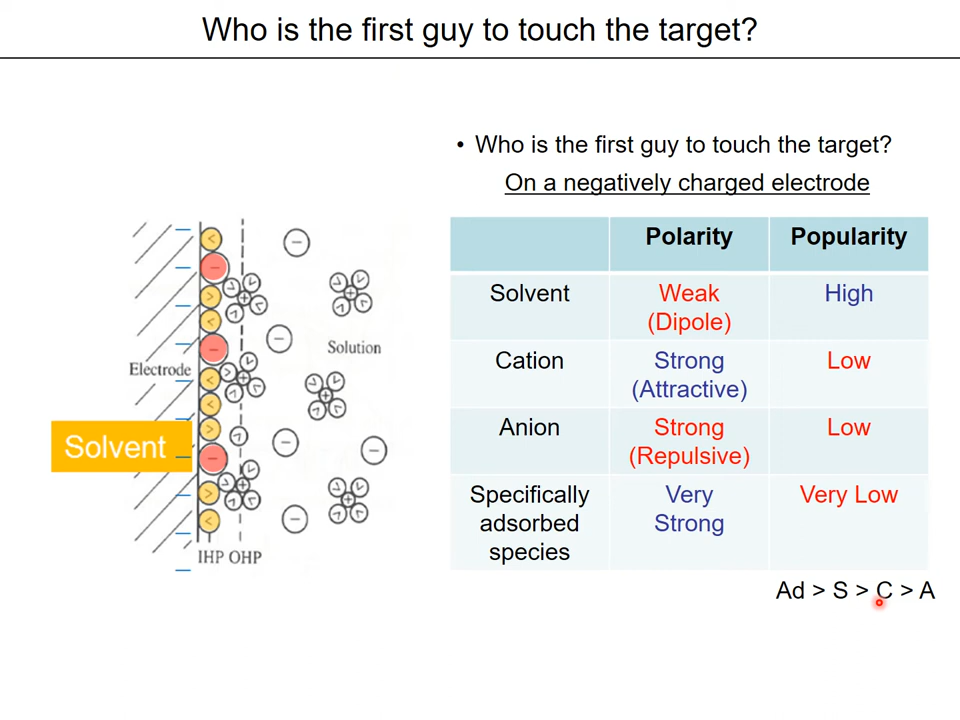 Who is the first guy to touch the target?
• Who is the first guy to touch the target?
On a negatively charged electrode
Polarity Popularity
Solvent Weak (Dipole) High
Cation Strong (Attractive) Low
Anion Strong (Repulsive) Low
Specifically adsorbed species Very Strong Very Low
Ad > S > C > A
Electrode
Solution
Solvent
IHP OHP